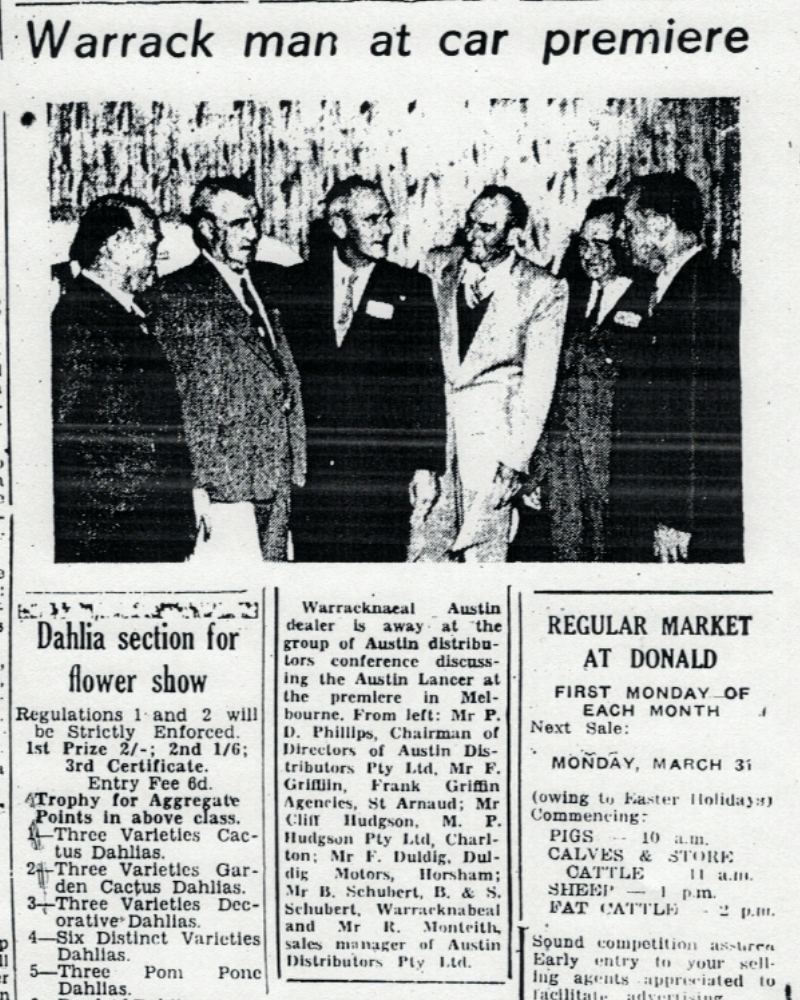 Warrack man at car premiere
Dahlia section for
flower show
Regulations 1 and 2 will
be Strictly Enforced.
1st Prize 2/-; 2nd 1/6;
3rd Certificate.
Entry Fee 6d.
Trophy for Aggregate
Points in above class.
1—Three Varieties Cac-
tus Dahlias.
2—Three Varieties Gar-
den Cactus Dahlias.
3—Three Varieties Dec-
orative Dahlias.
4—Six Distinct Varieties
Dahlias.
5—Three Pom Pone
Dahlias.
Warracknaeal Austin
dealer is away at the
group of Austin distribu-
tors conference discuss-
ing the Austin Lancer at
the premiere in Mel-
bourne. From left: Mr P.
D. Phillips, Chairman of
Directors of Austin Dis-
tributors Pty Ltd, Mr F.
Griffiin, Frank Griffin
Agencies, St Arnaud; Mr
Cliff Hudgson, M. P.
Hudgson Pty Ltd, Charl-
ton; Mr F. Duldig, Dul-
dig Motors, Horsham;
Mr B. Schubert, B. & S.
Schubert, Warracknabeal
and Mr R. Monteith,
sales manager of Austin
Distributors Pty Ltd.
REGULAR MARKET
AT DONALD
FIRST MONDAY OF
EACH MONTH
Next Sale:
MONDAY, MARCH 31
(owing to Easter Holidays)
Commencing:
PIGS — 10 a.m.
CALVES & STORE
CATTLE 11 a.m.
SHEEP — 1 p.m.
FAT CATTLE - 2 p.m.
Sound competition assured
Early entry to your sell-
ing agents appreciated to
facilitate advertising